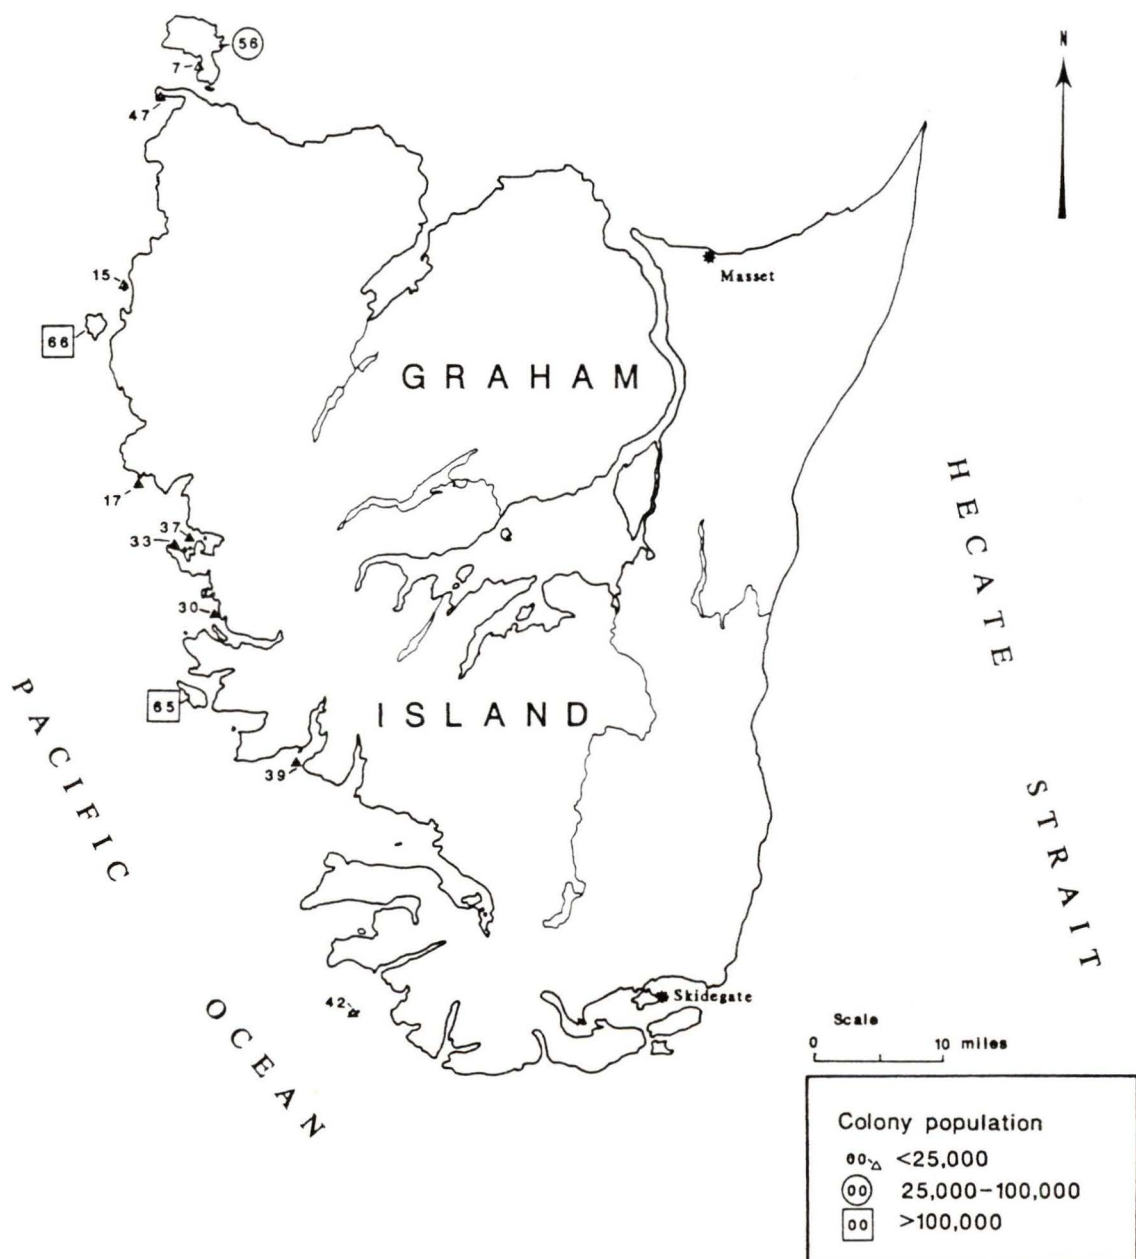 56
7
N
47
Masset
15
66
GRAHAM
17
37
33
30
HECATE
STRAIT
65
ISLAND
39
PACIFIC
OCEAN
42
Skidegate
Scale
0 10 miles
Colony population
00 <25,000
00 25,000-100,000
00 >100,000